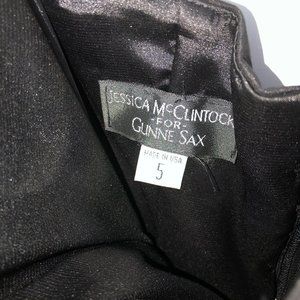 JESSICA MCCLINTOCK
-FOR-
GUNNE SAX
MADE IN USA
5